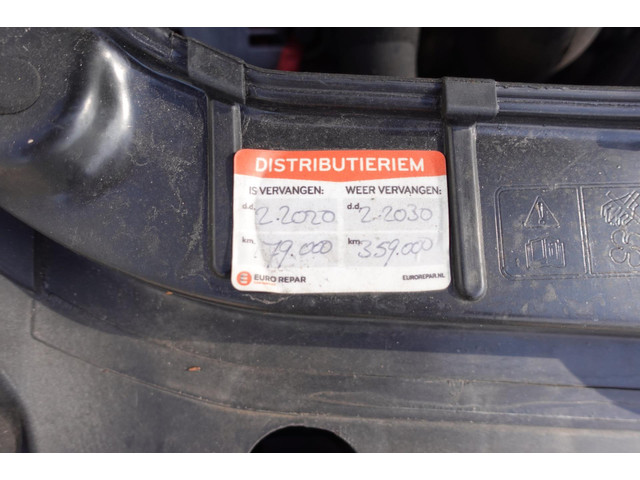 DISTRIBUTIERIEM
IS VERVANGEN: WEER VERVANGEN:
d.d. 2.2020 d.d. 2.2030
km. 79.000 km. 359.000
EURO REPAR EUROREPAR.NL